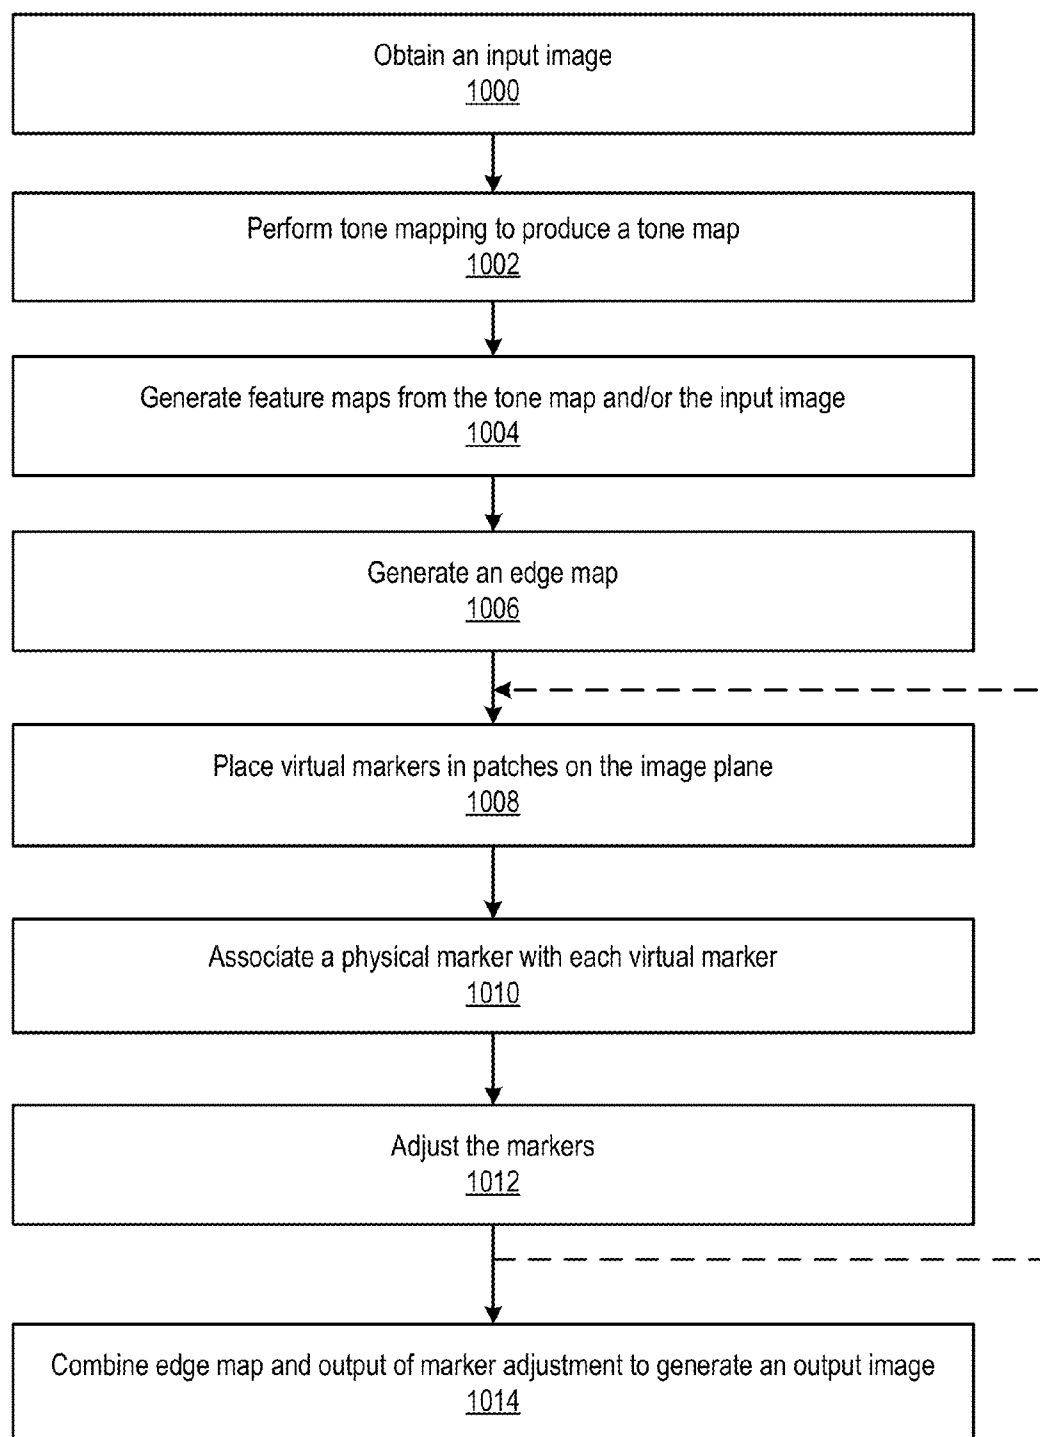 Obtain an input image
1000
Perform tone mapping to produce a tone map
1002
Generate feature maps from the tone map and/or the input image
1004
Generate an edge map
1006
Place virtual markers in patches on the image plane
1008
Associate a physical marker with each virtual marker
1010
Adjust the markers
1012
Combine edge map and output of marker adjustment to generate an output image
1014